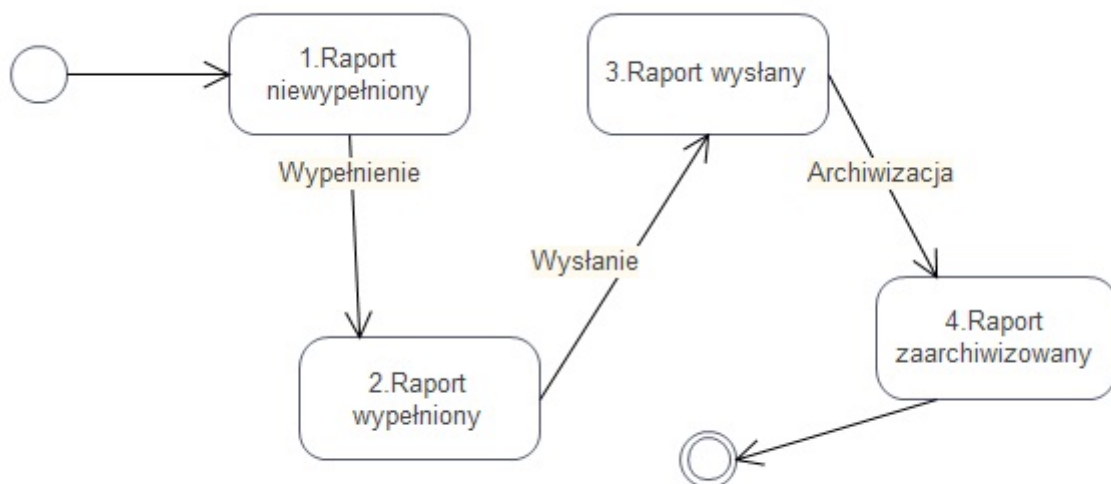 1.Raport
niewypełniony
3.Raport wysłany
Wypełnienie
Archiwizacja
Wysłanie
2.Raport
wypełniony
4.Raport
zaarchiwizowany